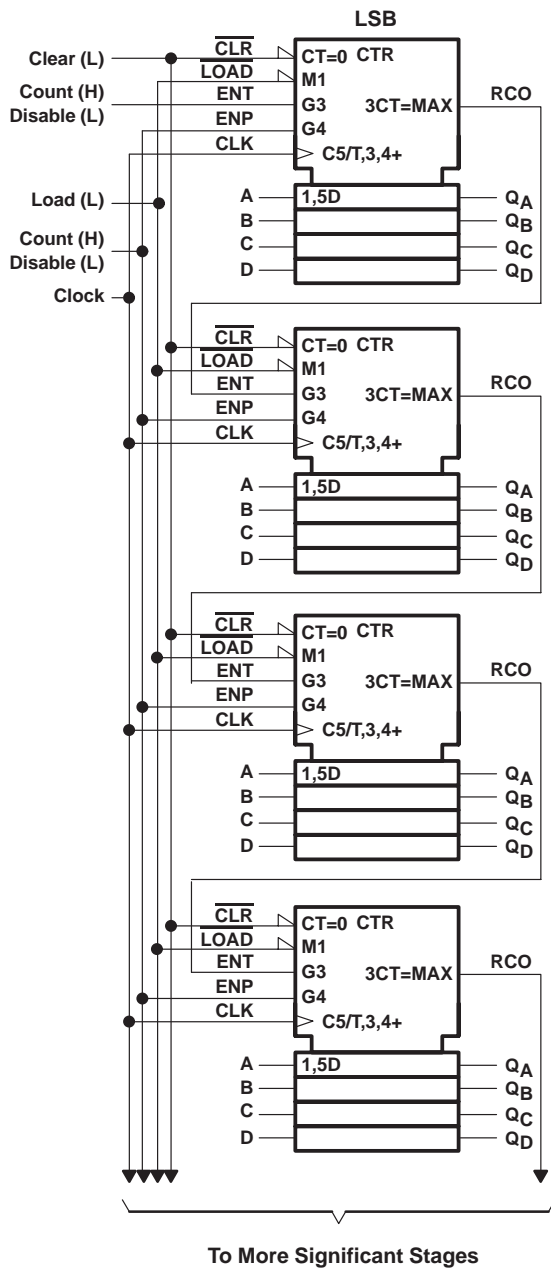 LSB
Clear (L)
CLR
CT=0 CTR
LOAD
M1
Count (H)
Disable (L)
ENT
G3
3CT=MAX
RCO
ENP
G4
CLK
C5/T,3,4+
Load (L)
A
1,5D
QA
B
QB
C
QC
D
QD
Count (H)
Disable (L)
Clock
CLR
CT=0 CTR
LOAD
M1
ENT
G3
3CT=MAX
RCO
ENP
G4
CLK
C5/T,3,4+
A
1,5D
QA
B
QB
C
QC
D
QD
CLR
CT=0 CTR
LOAD
M1
ENT
G3
3CT=MAX
RCO
ENP
G4
CLK
C5/T,3,4+
A
1,5D
QA
B
QB
C
QC
D
QD
CLR
CT=0 CTR
LOAD
M1
ENT
G3
3CT=MAX
RCO
ENP
G4
CLK
C5/T,3,4+
A
1,5D
QA
B
QB
C
QC
D
QD
To More Significant Stages